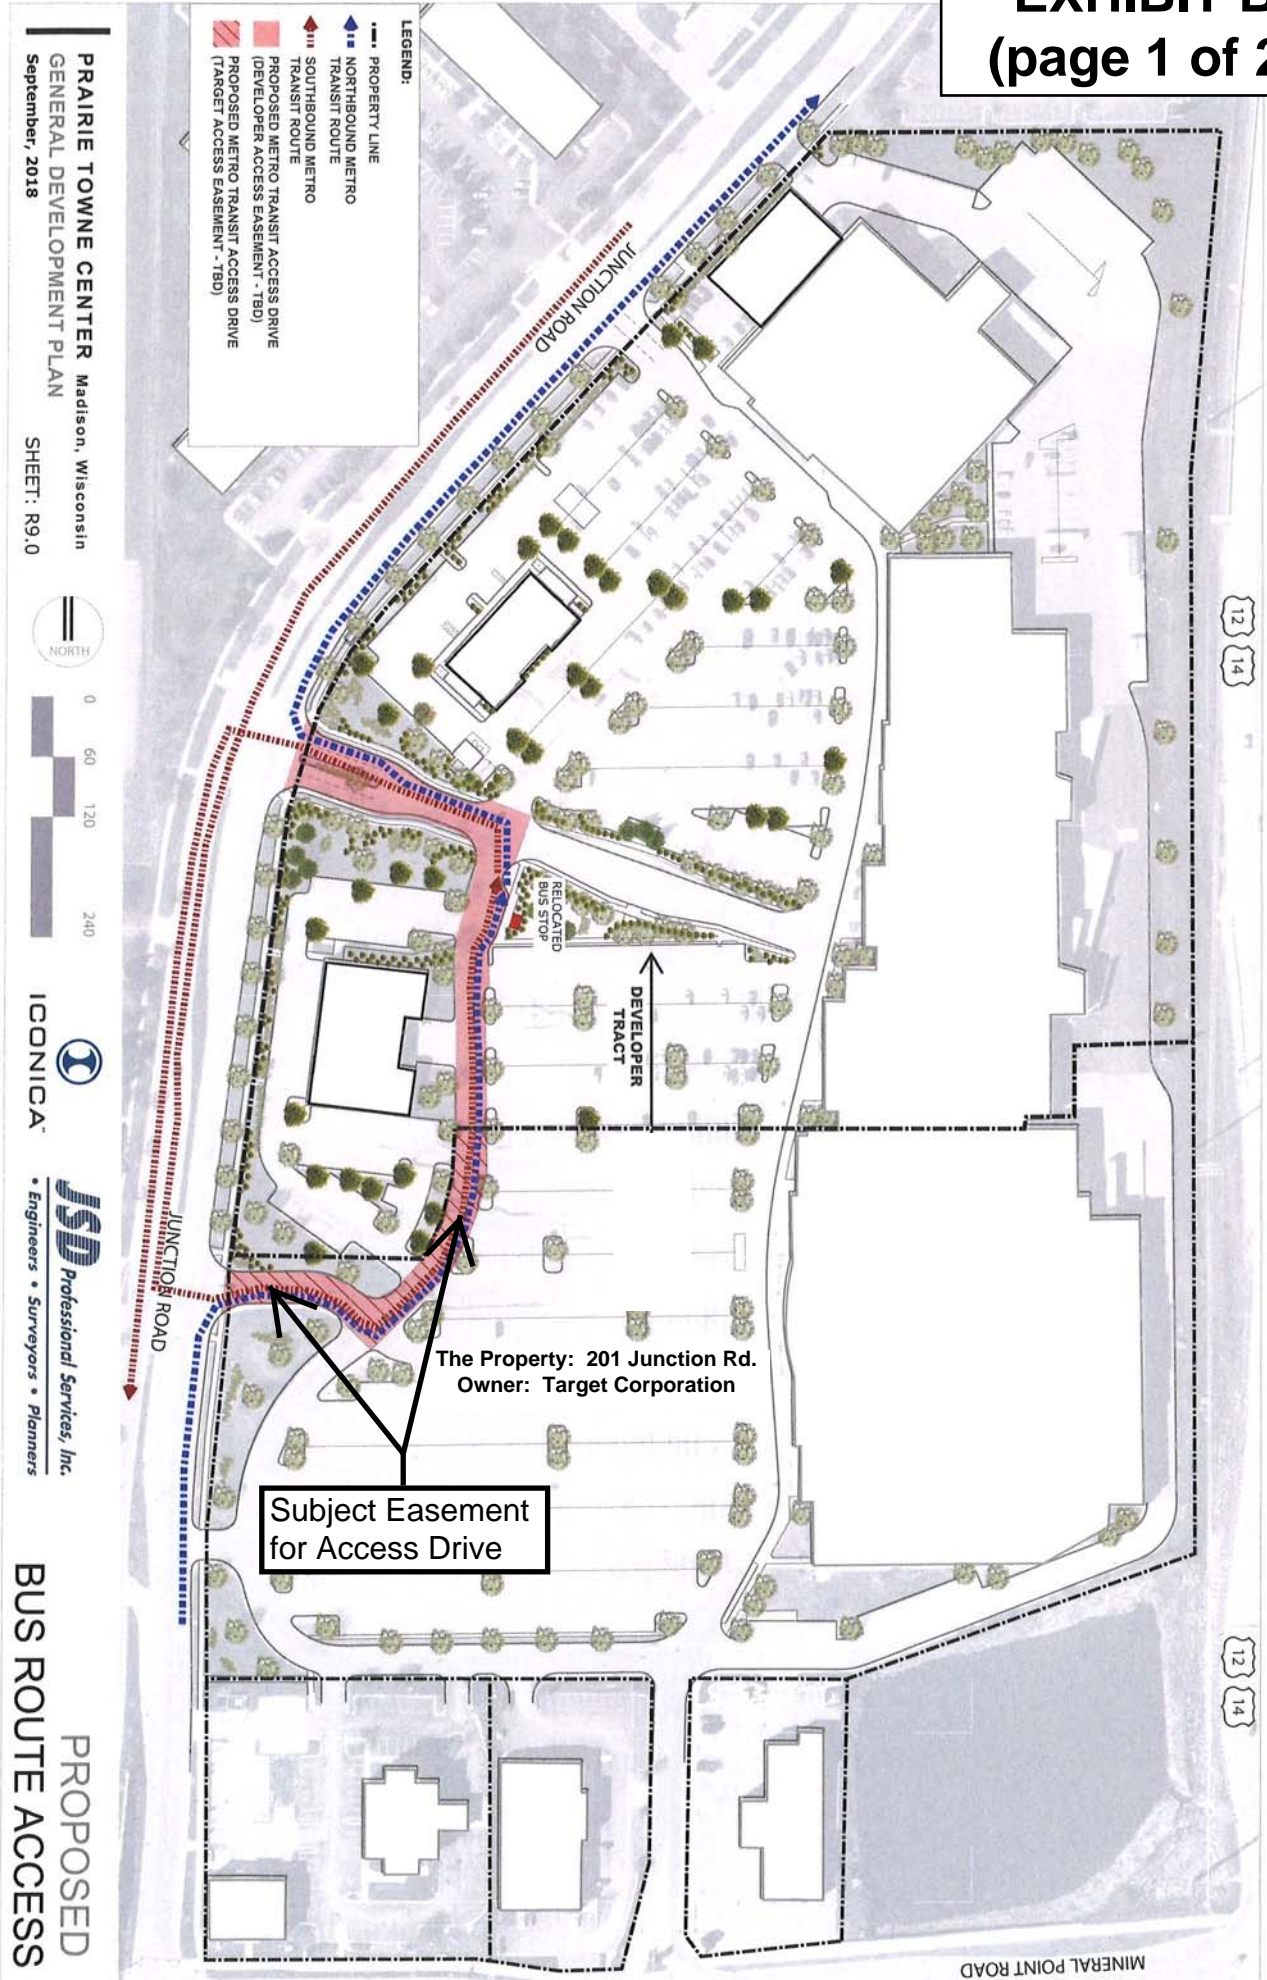 EXHIBIT B
(page 1 of 2
LEGEND:
PROPERTY LINE
NORTHBOUND METRO
TRANSIT ROUTE
SOUTHBOUND METRO
TRANSIT ROUTE
PROPOSED METRO TRANSIT ACCESS DRIVE
(DEVELOPER ACCESS EASEMENT - TBD)
PROPOSED METRO TRANSIT ACCESS DRIVE
(TARGET ACCESS EASEMENT - TBD)
JUNCTION ROAD
12 14
RELOCATED
BUS STOP
DEVELOPER
TRACT
JUNCTION ROAD
The Property: 201 Junction Rd.
Owner: Target Corporation
Subject Easement
for Access Drive
12 14
MINERAL POINT ROAD
PRAIRIE TOWNE CENTER Madison, Wisconsin
GENERAL DEVELOPMENT PLAN
September, 2018
SHEET: R9.0
NORTH
0 60 120 240
ICONICA
JSD Professional Services, Inc.
• Engineers • Surveyors • Planners
PROPOSED
BUS ROUTE ACCESS